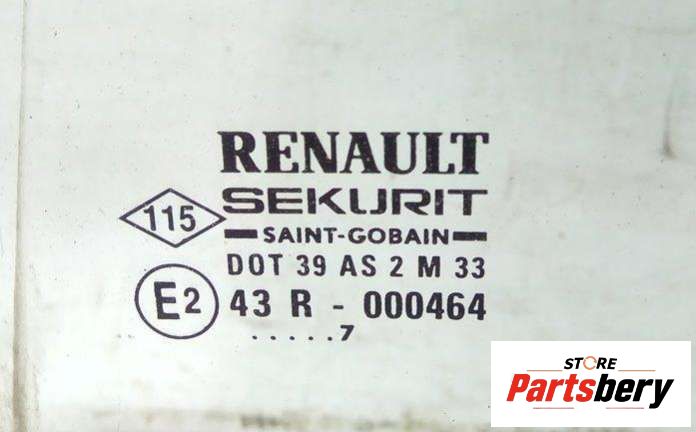 RENAULT
115
SEKURIT
SAINT-GOBAIN
DOT 39 AS 2 M 33
E2 43 R - 000464
.....7
STORE
Partsbery